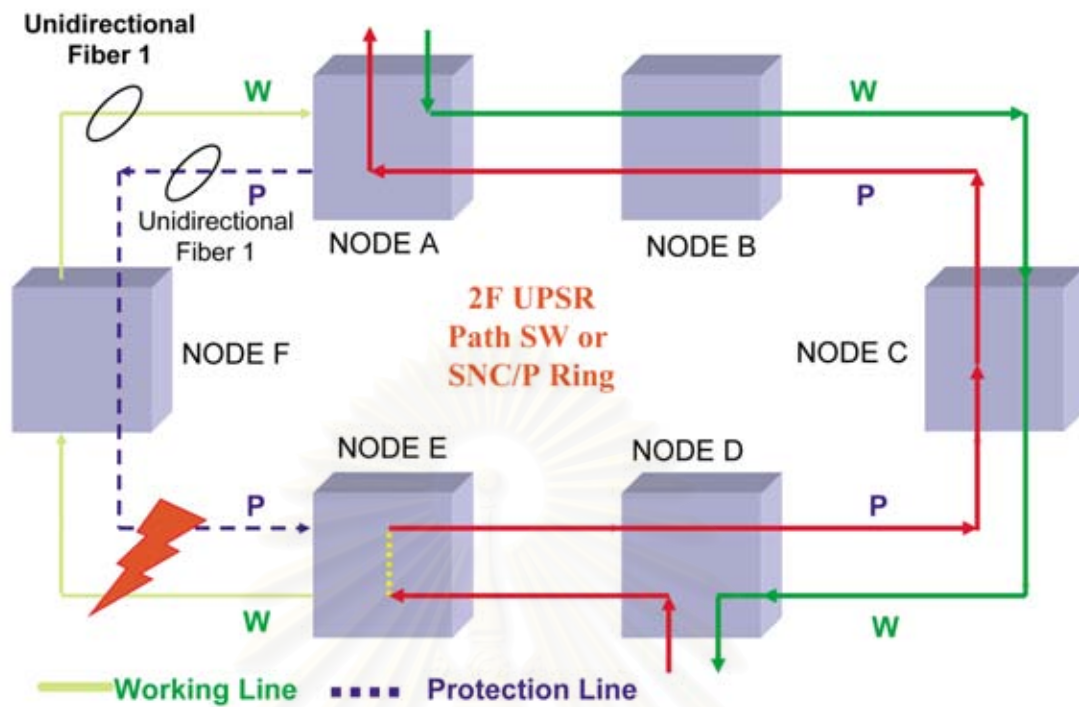 Unidirectional
Fiber 1
W
W
P
P
Unidirectional
Fiber 1
NODE A
NODE B
2F UPSR
Path SW or
SNC/P Ring
NODE F
NODE C
NODE E
NODE D
P
P
W
W
Working Line
Protection Line